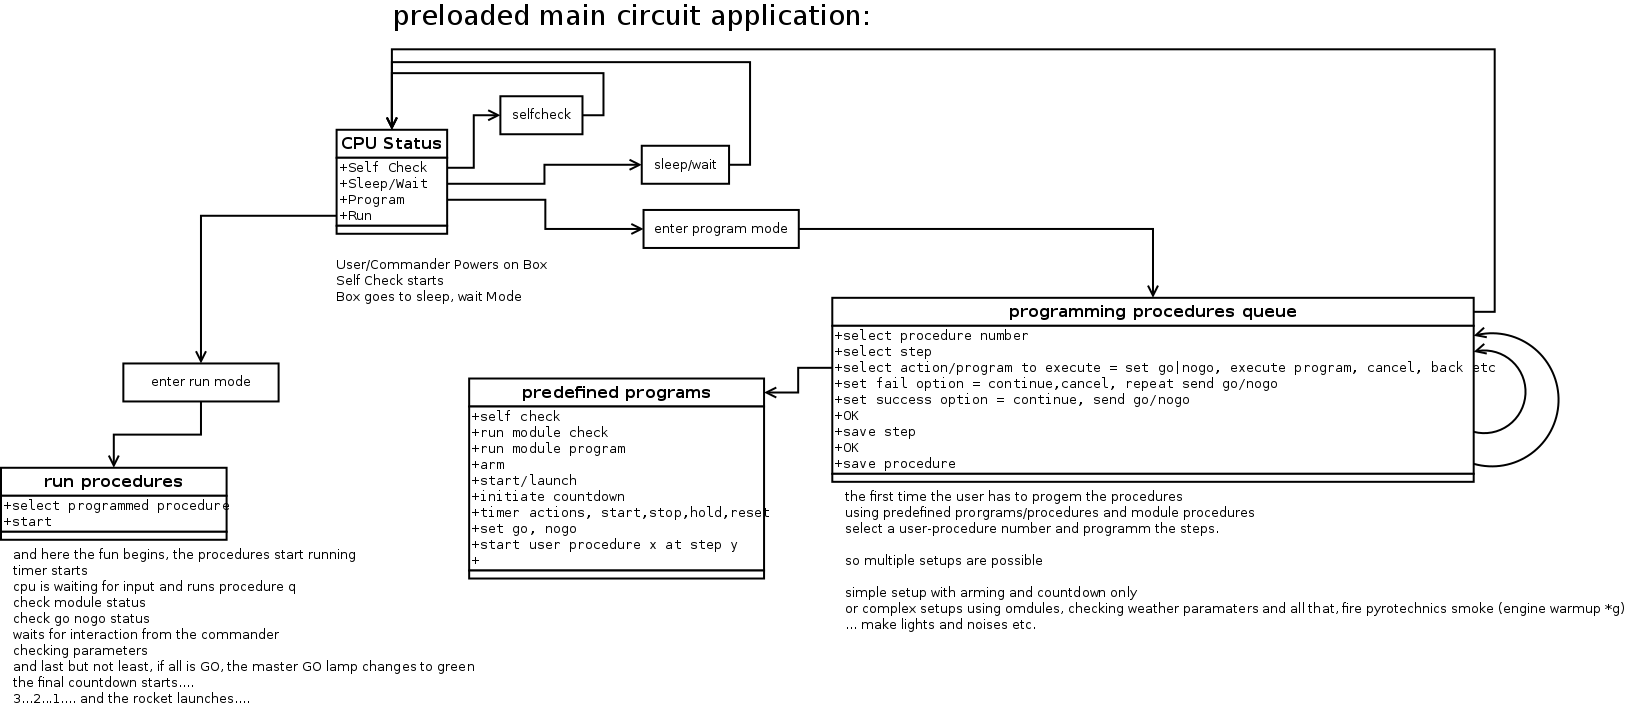 preloaded main circuit application:
selfcheck
CPU Status
+Self Check
+Sleep/Wait
+Program
+Run
sleep/wait
enter program mode
User/Commander Powers on Box
Self Check starts
Box goes to sleep, wait Mode
programming procedures queue
+select procedure number
+select step
+select action/program to execute = set go|nogo, execute program, cancel, back etc
+set fail option = continue,cancel, repeat send go/nogo
+set success option = continue, send go/nogo
+OK
+save step
+OK
+save procedure
enter run mode
predefined programs
+self check
+run module check
+run module program
+arm
+start/launch
+initiate countdown
+timer actions, start,stop,hold,reset
+set go, nogo
+start user procedure x at step y
+
run procedures
+select programmed procedure
+start
the first time the user has to progem the procedures
using predefined prorgrams/procedures and module procedures
select a user-procedure number and programm the steps.
so multiple setups are possible
simple setup with arming and countdown only
or complex setups using omdules, checking weather paramaters and all that, fire pyrotechnics smoke (engine warmup *g)
... make lights and noises etc.
and here the fun begins, the procedures start running
timer starts
cpu is waiting for input and runs procedure q
check module status
check go nogo status
waits for interaction from the commander
checking parameters
and last but not least, if all is GO, the master GO lamp changes to green
the final countdown starts....
3...2...1.... and the rocket launches....